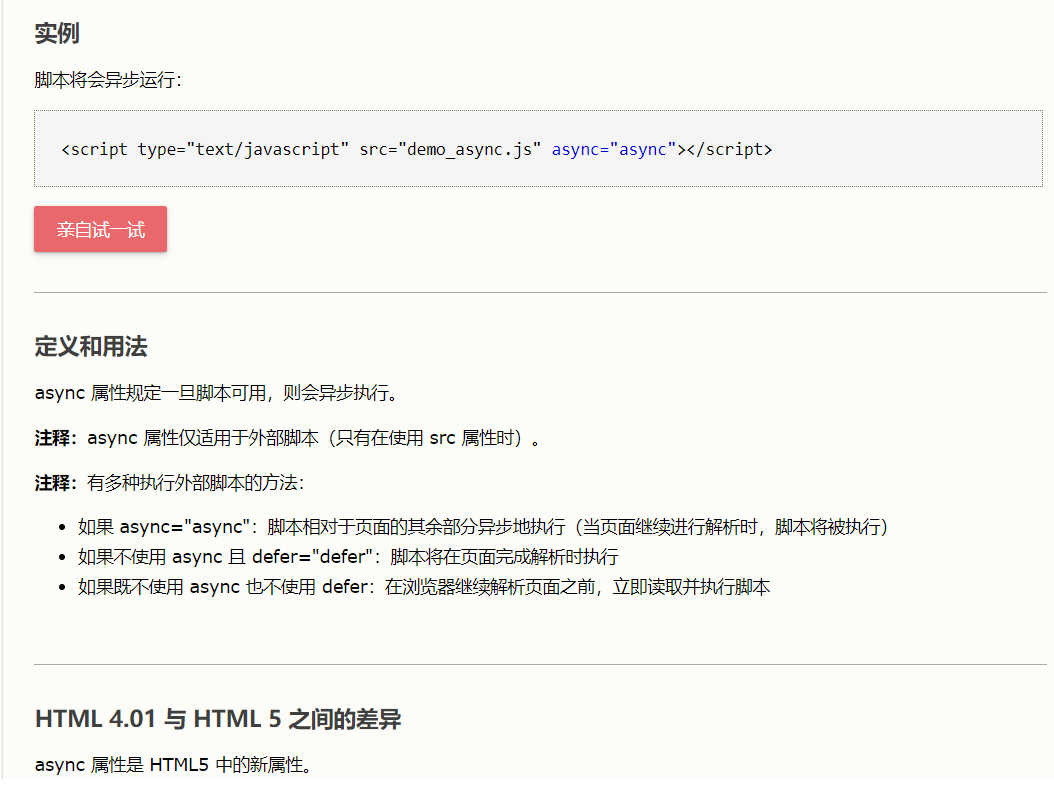 实例
脚本将会异步运行：
<script type="text/javascript" src="demo_async.js" async="async"></script>
亲自试一试
定义和用法
async 属性规定一旦脚本可用，则会异步执行。
注释：async 属性仅适用于外部脚本（只有在使用 src 属性时）。
注释：有多种执行外部脚本的方法：
• 如果 async="async"：脚本相对于页面的其余部分异步地执行（当页面继续进行解析时，脚本将被执行）
• 如果不使用 async 且 defer="defer"：脚本将在页面完成解析时执行
• 如果既不使用 async 也不使用 defer：在浏览器继续解析页面之前，立即读取并执行脚本
HTML 4.01 与 HTML 5 之间的差异
async 属性是 HTML5 中的新属性。